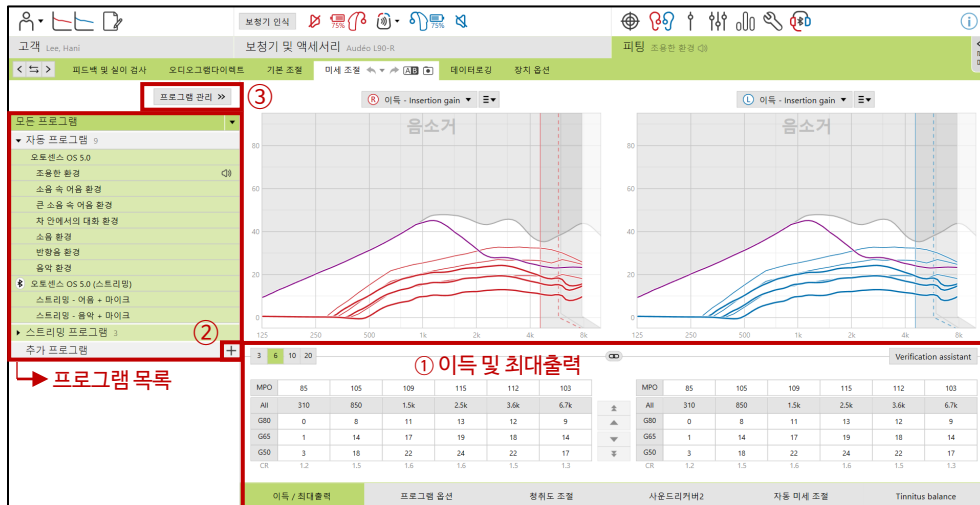 보청기 인식 75% 75%
고객 Lee, Hani 보청기 및 액세서리 Audéo L90-R 피팅 조용한 환경
피드백 및 실이 검사 오디오그램다이렉트 기본 조절 미세 조절 A B 데이터로깅 장치 옵션
프로그램 관리 ③
모든 프로그램
자동 프로그램 9
오토센스 OS 5.0
조용한 환경
소음 속 어음 환경
큰 소음 속 어음 환경
차 안에서의 대화 환경
소음 환경
반향음 환경
음악 환경
오토센스 OS 5.0 (스트리밍)
스트리밍 - 어음 + 마이크
스트리밍 - 음악 + 마이크
스트리밍 프로그램 3
추가 프로그램 +
②
프로그램 목록
R 이득 - Insertion gain
음소거
80
60
40
20
0
125 250 500 1k 2k 4k 8k
L 이득 - Insertion gain
음소거
80
60
40
20
0
125 250 500 1k 2k 4k 8k
3 6 10 20 ① 이득 및 최대출력 Verification assistant
MPO 85 105 109 115 112 103 MPO 85 105 109 115 112 103
All 310 850 1.5k 2.5k 3.6k 6.7k All 310 850 1.5k 2.5k 3.6k 6.7k
G80 0 8 11 13 12 9 G80 0 8 11 13 12 9
G65 1 14 17 19 18 14 G65 1 14 17 19 18 14
G50 3 18 22 24 22 17 G50 3 18 22 24 22 17
CR 1.2 1.5 1.6 1.6 1.5 1.3 CR 1.2 1.5 1.6 1.6 1.5 1.3
이득 / 최대출력 프로그램 옵션 청취도 조절 사운드리커버2 자동 미세 조절 Tinnitus balance